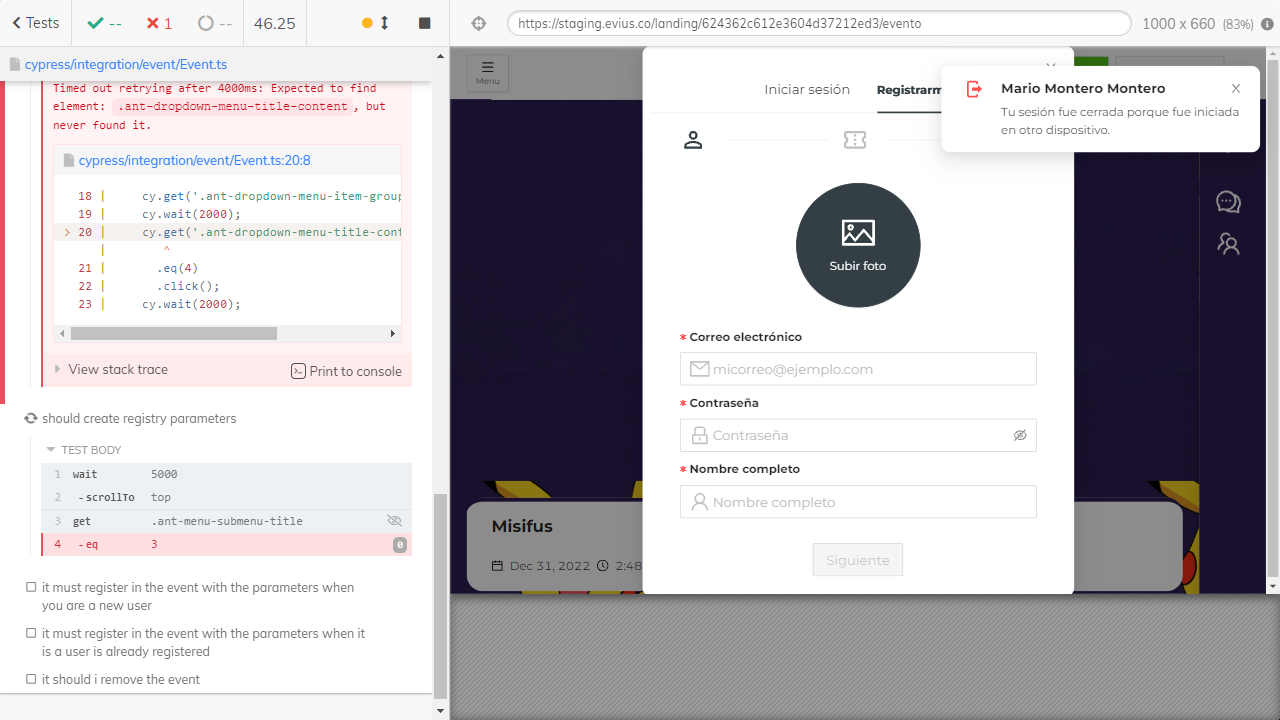 Tests
--
1
--
46.25
https://staging.evius.co/landing/624362c612e3604d37212ed3/evento
1000 x 660 (83%)
cypress/integration/event/Event.ts
Timed out retrying after 4000ms: Expected to find
element: .ant-dropdown-menu-title-content, but
never found it.
cypress/integration/event/Event.ts:20:8
18 | cy.get('.ant-dropdown-menu-item-group
19 | cy.wait(2000);
> 20 | cy.get('.ant-dropdown-menu-title-cont
| ^
21 | .eq(4)
22 | .click();
23 | cy.wait(2000);
View stack trace
Print to console
should create registry parameters
TEST BODY
1 wait 5000
2 -scrollTo top
3 get .ant-menu-submenu-title
4 -eq 3 0
it must register in the event with the parameters when
you are a new user
it must register in the event with the parameters when it
is a user is already registered
it should i remove the event
Menu
Iniciar sesión
Registrarm
Mario Montero Montero
Tu sesión fue cerrada porque fue iniciada
en otro dispositivo.
Subir foto
* Correo electrónico
micorreo@ejemplo.com
* Contraseña
Contraseña
* Nombre completo
Nombre completo
Siguiente
Misifus
Dec 31, 2022
2:48